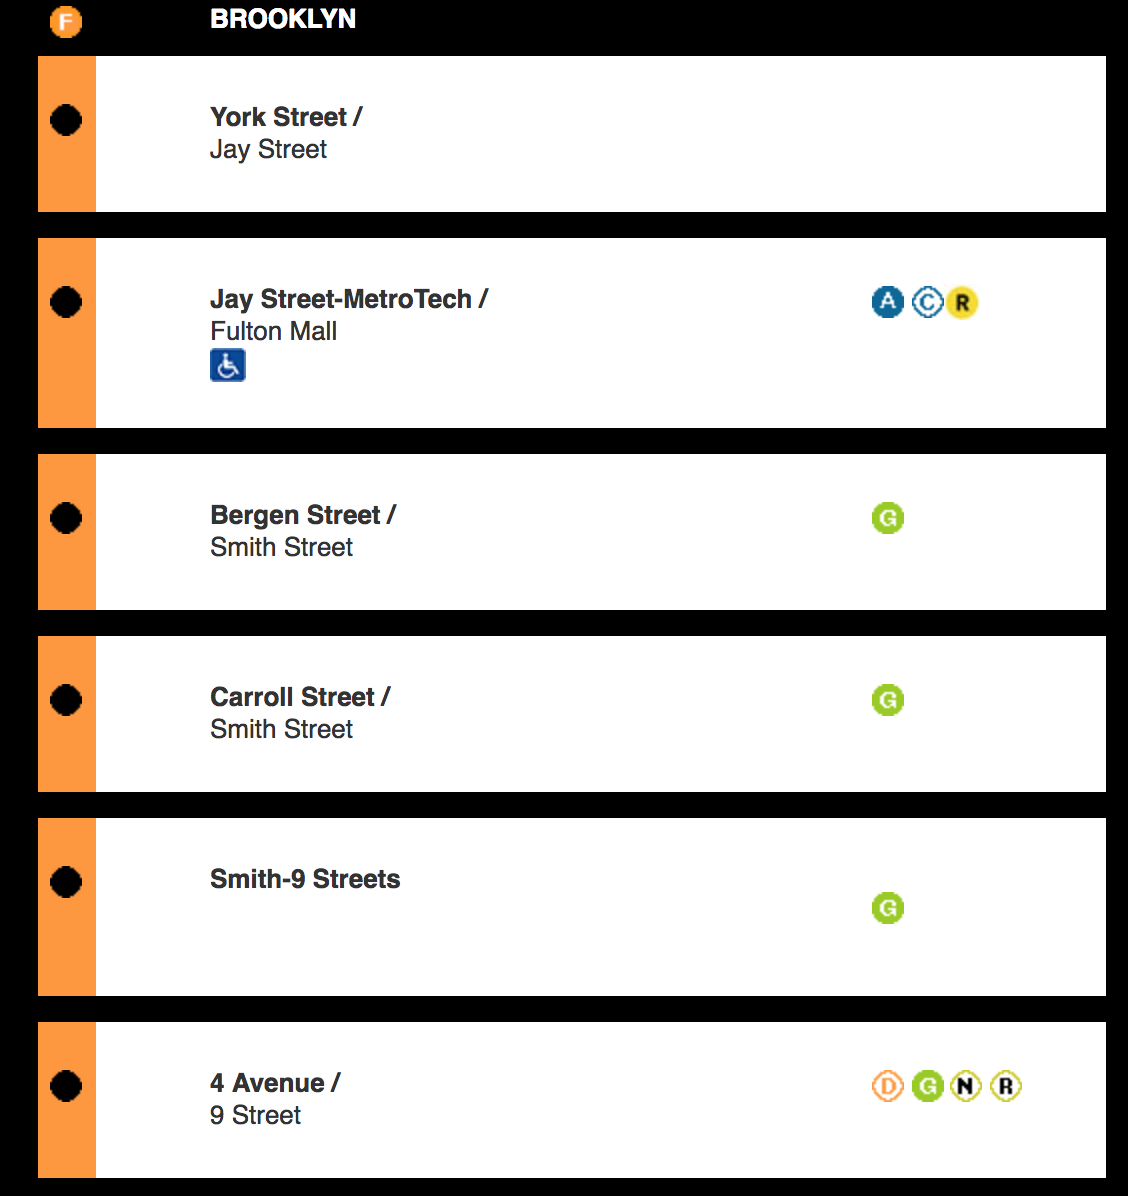 F BROOKLYN
York Street /
Jay Street
Jay Street-MetroTech / A C R
Fulton Mall
Bergen Street / G
Smith Street
Carroll Street / G
Smith Street
Smith-9 Streets
G
4 Avenue / D G N R
9 Street